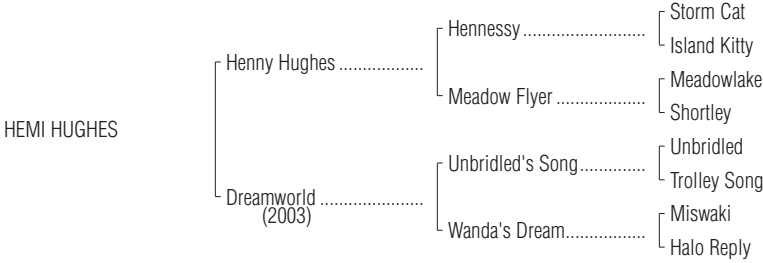 Storm Cat
Hennessy ..........................
Island Kitty
Henny Hughes ..................
Meadowlake
Meadow Flyer ...................
Shortley
HEMI HUGHES
Unbridled
Unbridled's Song..............
Trolley Song
Dreamworld ......................
(2003)
Miswaki
Wanda's Dream.................
Halo Reply